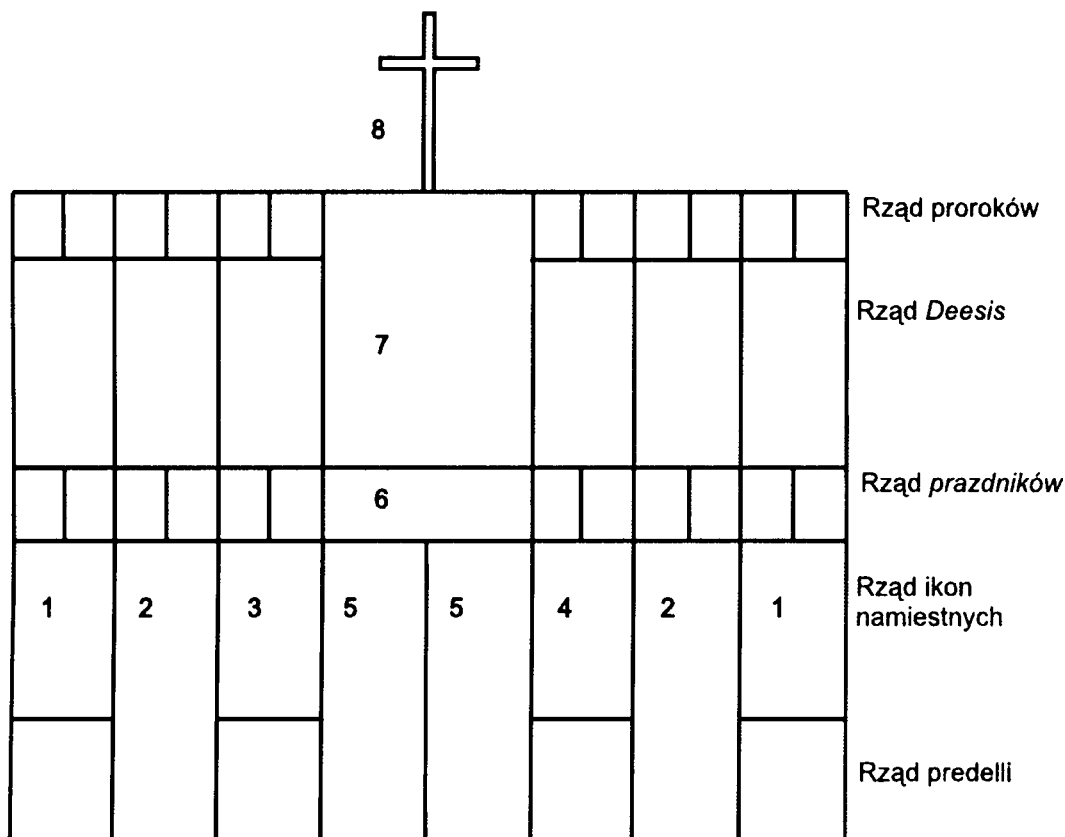 8
Rząd proroków
7
Rząd Deesis
6
Rząd prazdników
1 2 3 5 5 4 2 1
Rząd ikon
namiestnych
Rząd predelli